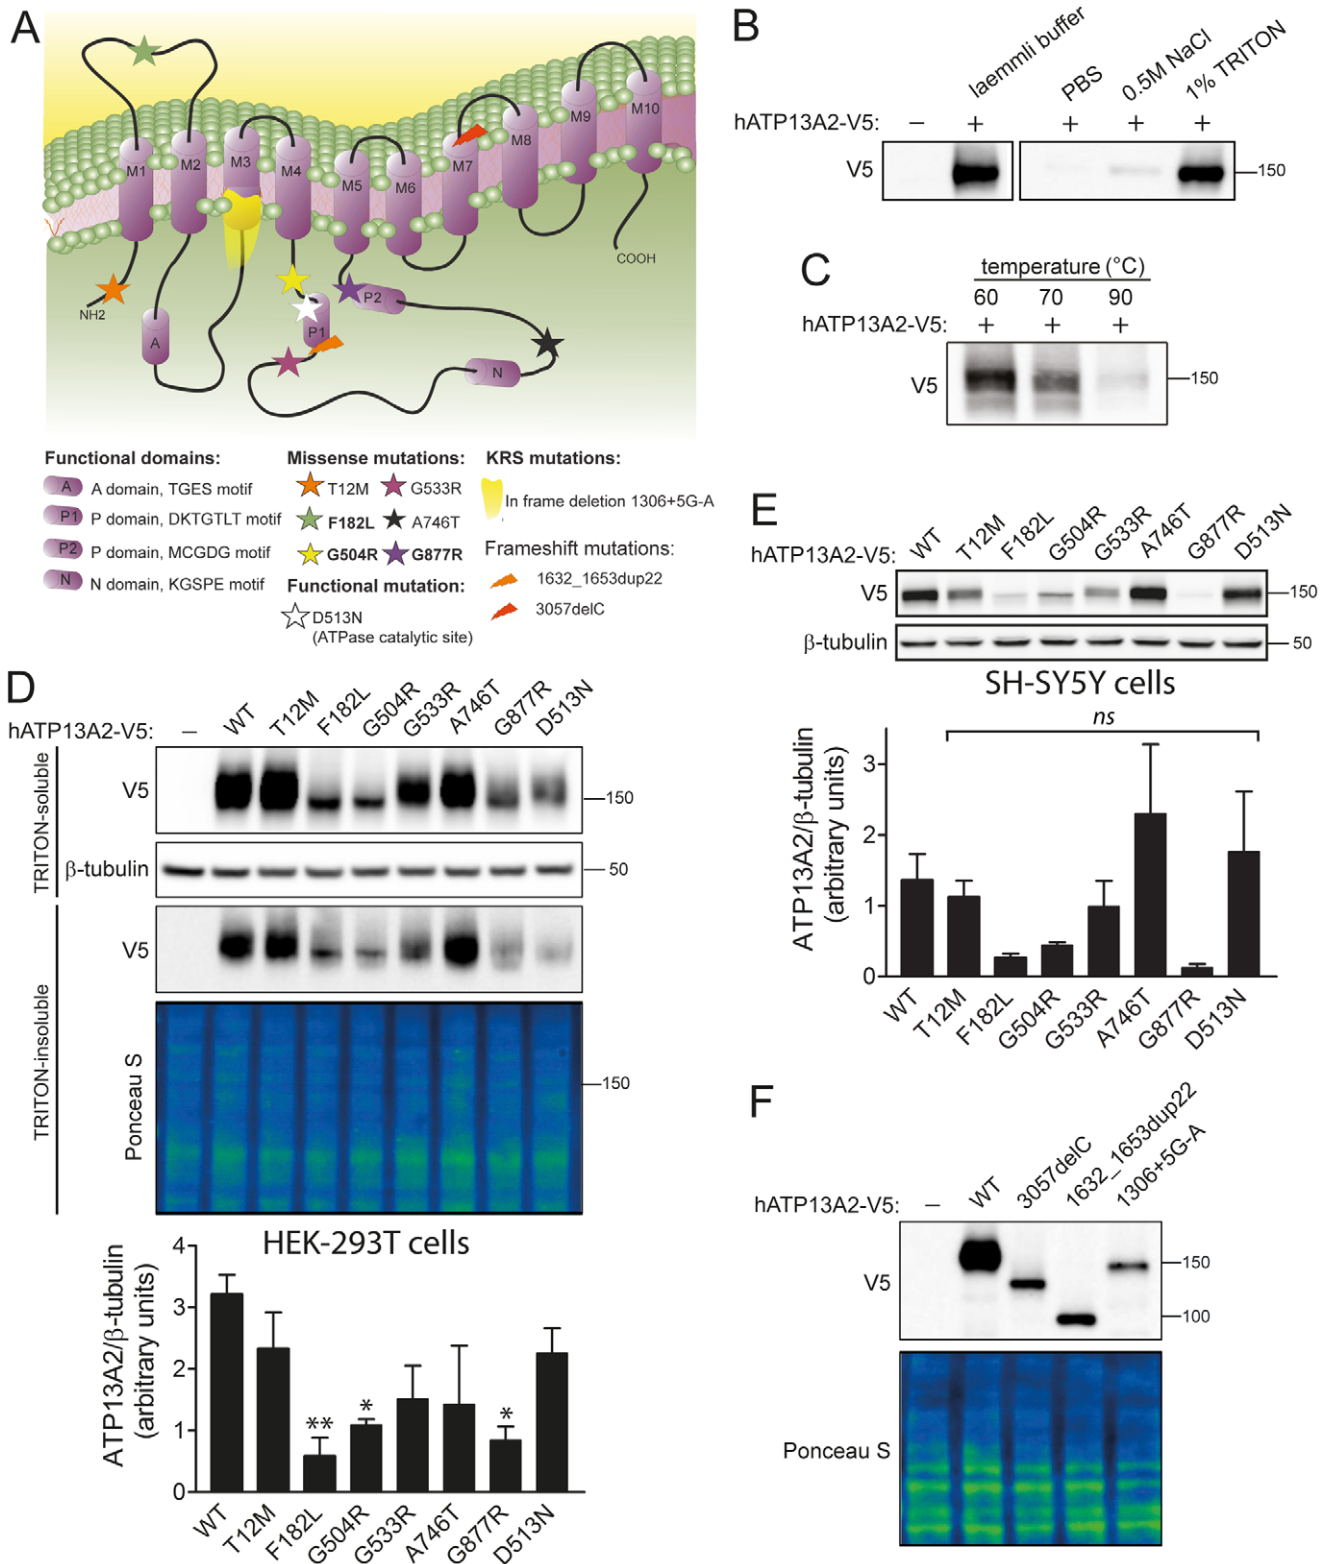 A
M1
M2
M3
M4
M5
M6
M7
M8
M9
M10
NH2
COOH
A
P1
P2
N
Functional domains:
A A domain, TGES motif
P1 P domain, DKTGTLT motif
P2 P domain, MCGDG motif
N N domain, KGSPE motif
Missense mutations:
T12M G533R
F182L A746T
G504R G877R
Functional mutation:
D513N
(ATPase catalytic site)
KRS mutations:
In frame deletion 1306+5G-A
Frameshift mutations:
1632_1653dup22
3057delC
B
laemmli buffer
PBS
0.5M NaCl
1% TRITON
hATP13A2-V5: – + + + +
V5
150
C
temperature (°C)
60 70 90
hATP13A2-V5: + + +
V5
150
D
hATP13A2-V5: – WT T12M F182L G504R G533R A746T G877R D513N
TRITON-soluble
V5
150
β-tubulin
50
TRITON-insoluble
V5
Ponceau S
150
HEK-293T cells
ATP13A2/β-tubulin
(arbitrary units)
4
3
2
1
0
** * *
WT T12M F182L G504R G533R A746T G877R D513N
E
hATP13A2-V5: WT T12M F182L G504R G533R A746T G877R D513N
V5
150
β-tubulin
50
SH-SY5Y cells
ns
ATP13A2/β-tubulin
(arbitrary units)
3
2
1
0
WT T12M F182L G504R G533R A746T G877R D513N
F
hATP13A2-V5: – WT 3057delC 1632_1653dup22 1306+5G-A
V5
150
100
Ponceau S